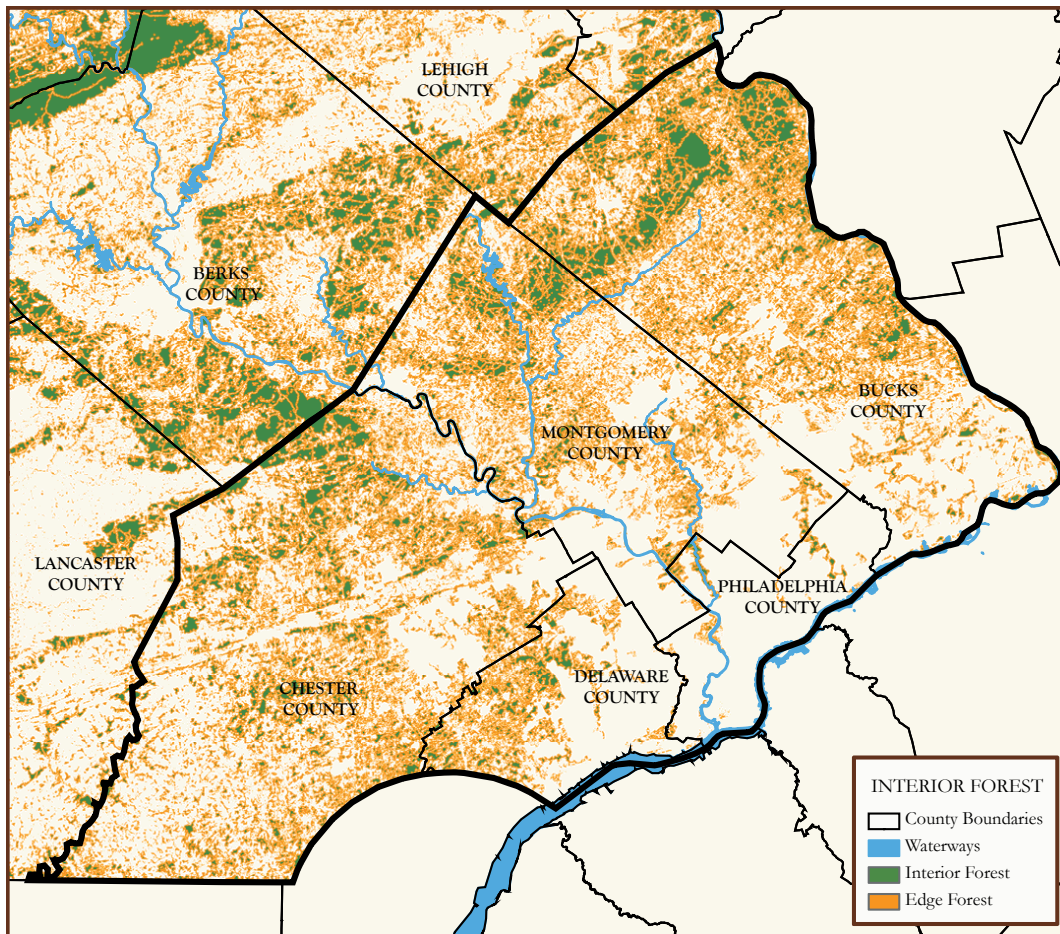 LEHIGH
COUNTY
BERKS
COUNTY
BUCKS
COUNTY
MONTGOMERY
COUNTY
LANCASTER
COUNTY
PHILADELPHIA
COUNTY
DELAWARE
COUNTY
CHESTER
COUNTY
INTERIOR FOREST
County Boundaries
Waterways
Interior Forest
Edge Forest